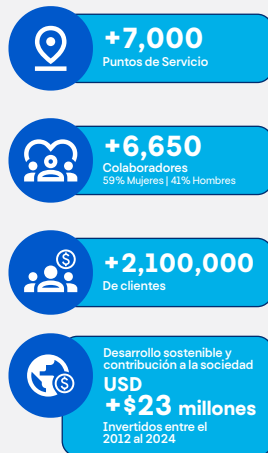 +7,000
Puntos de Servicio
+6,650
Colaboradores
59% Mujeres | 41% Hombres
$
+2,100,000
De clientes
$
Desarrollo sostenible y
contribución a la sociedad
USD
+$23 millones
Invertidos entre el
2012 al 2024